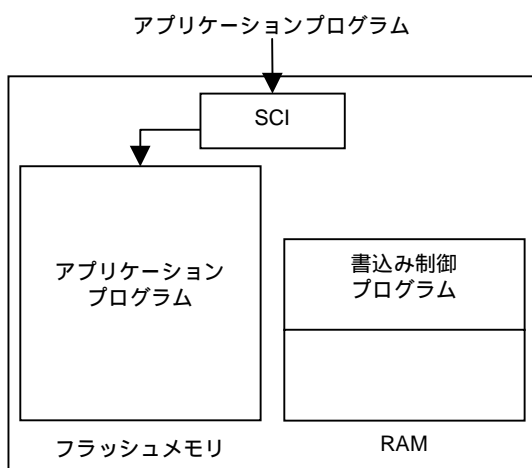 アプリケーションプログラム
SCI
アプリケーション
プログラム
書込み制御
プログラム
フラッシュメモリ
RAM